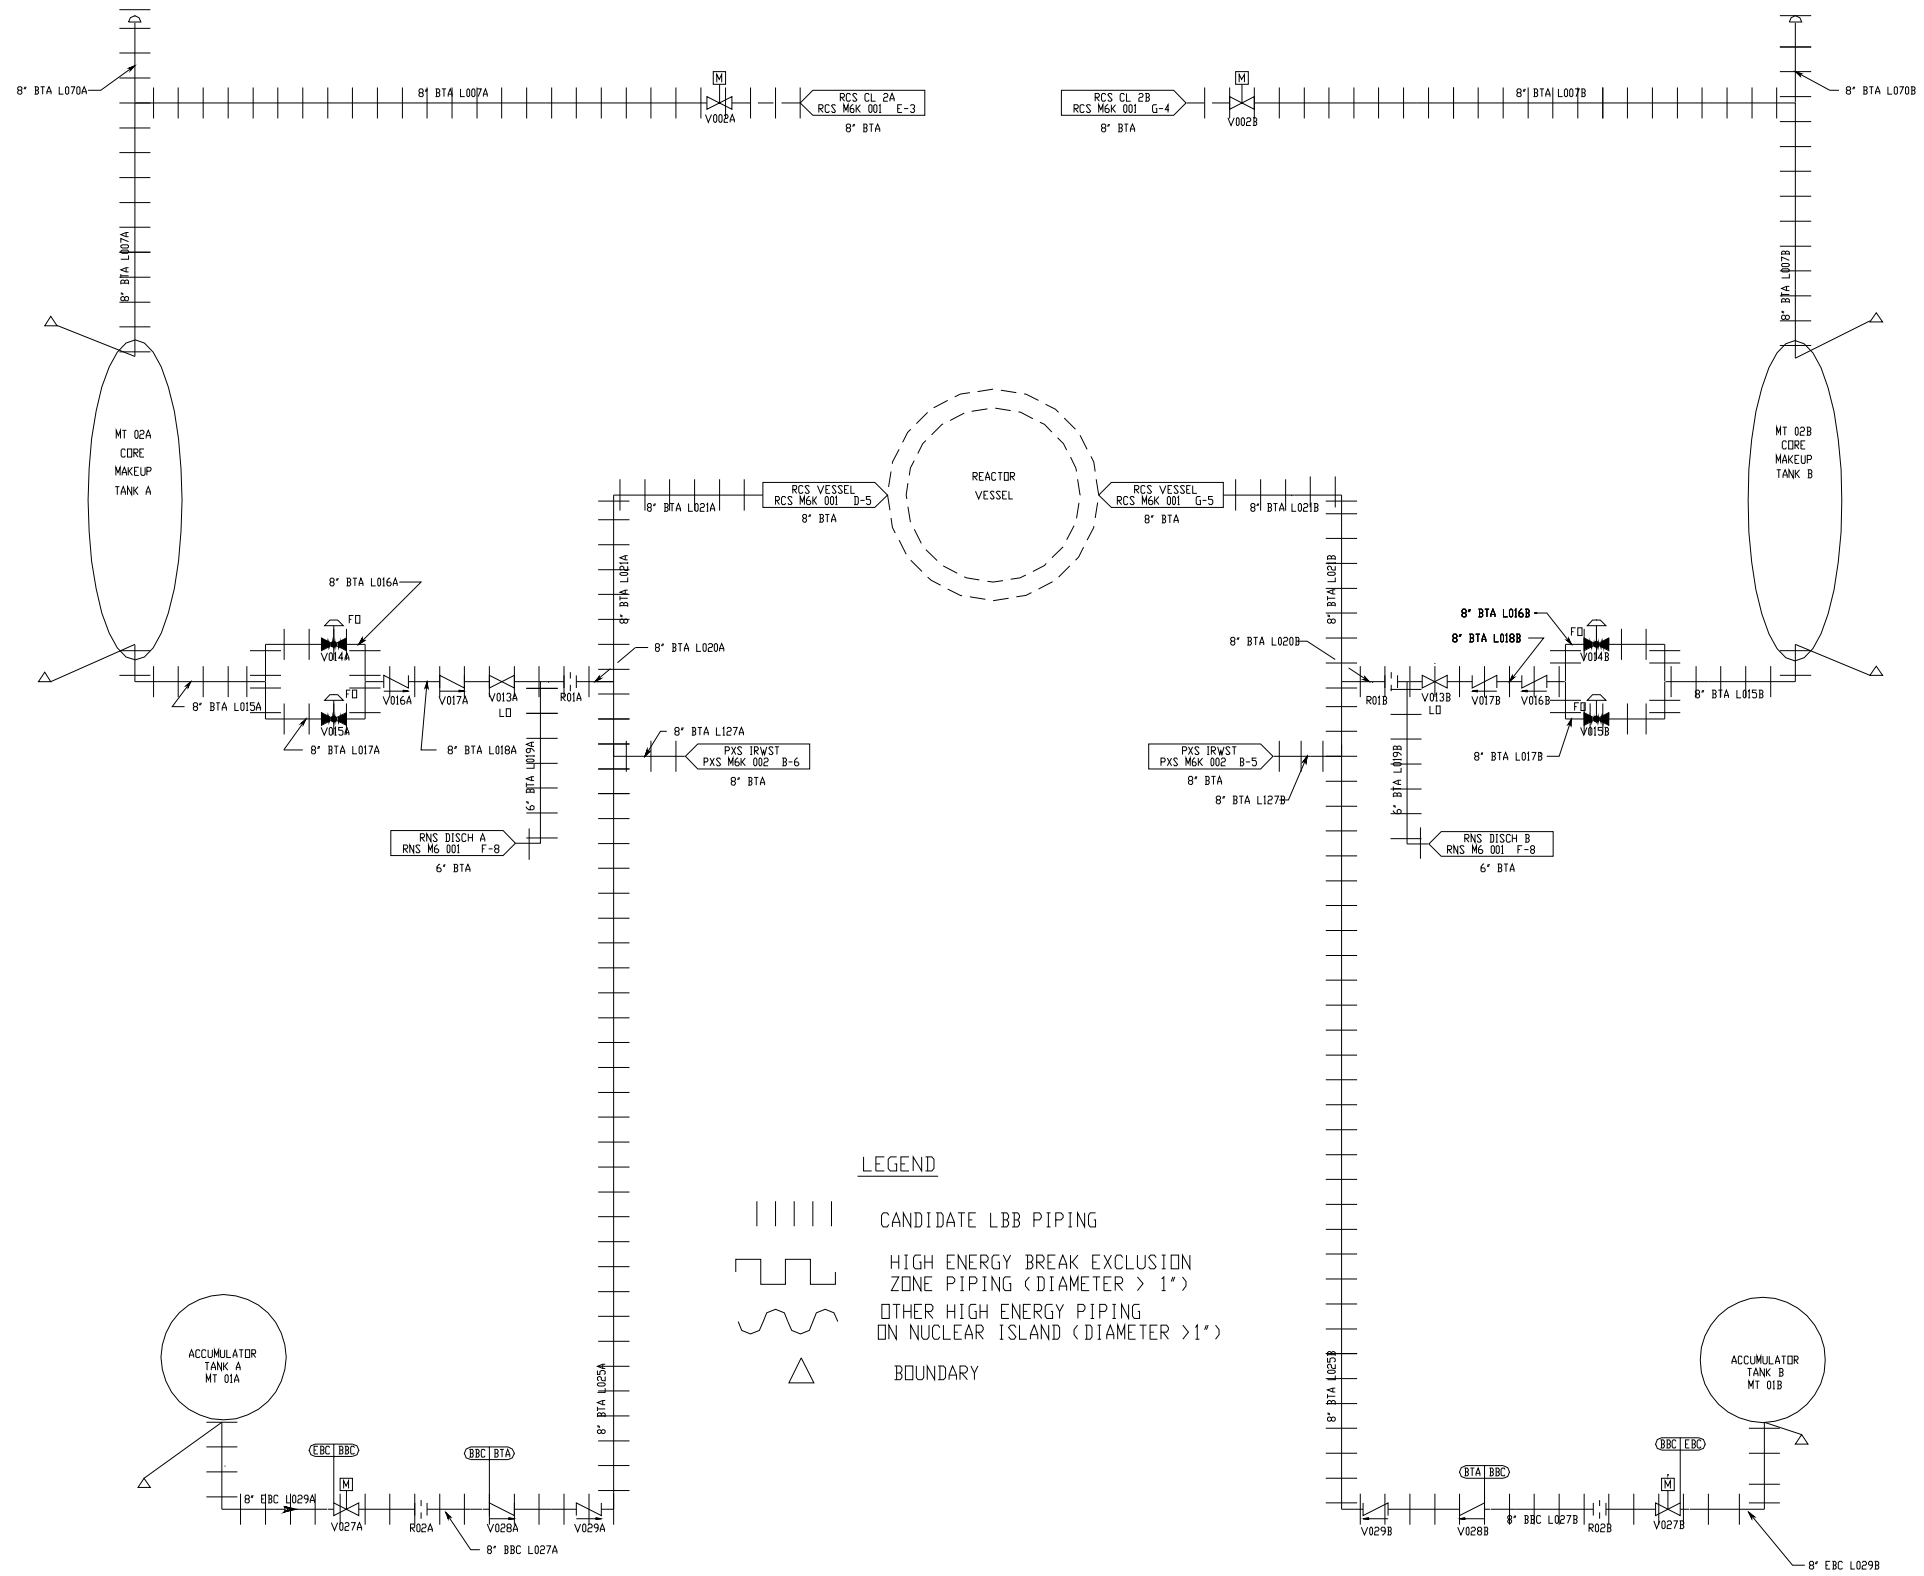 8" BTA L070A
8" BTA L007A
M
V002A
RCS CL 2A
RCS M6K 001 E-3
8" BTA
RCS CL 2B
RCS M6K 001 G-4
8" BTA
M
V002B
8" BTA L007B
8" BTA L070B
8" BTA L007A
8" BTA L007B
MT 02A
CORE
MAKEUP
TANK A
MT 02B
CORE
MAKEUP
TANK B
REACTOR
VESSEL
RCS VESSEL
RCS M6K 001 D-5
8" BTA
8" BTA L021A
RCS VESSEL
RCS M6K 001 G-5
8" BTA
8" BTA L021B
8" BTA L021A
8" BTA L021B
8" BTA L016A
FO
V014A
FO
V015A
8" BTA L015A
8" BTA L017A
V016A
V017A
V013A
LO
8" BTA L018A
R01A
8" BTA L020A
8" BTA L127A
6" BTA L019A
PXS IRWST
PXS M6K 002 B-6
8" BTA
RNS DISCH A
RNS M6 001 F-8
6" BTA
8" BTA L016B
8" BTA L018B
8" BTA L020B
FO
V014B
FO
V015B
R01B
V013B
LO
V017B
V016B
8" BTA L015B
8" BTA L017B
PXS IRWST
PXS M6K 002 B-5
8" BTA
8" BTA L127B
6" BTA L019B
RNS DISCH B
RNS M6 001 F-8
6" BTA
LEGEND
CANDIDATE LBB PIPING
HIGH ENERGY BREAK EXCLUSION
ZONE PIPING (DIAMETER > 1")
OTHER HIGH ENERGY PIPING
ON NUCLEAR ISLAND (DIAMETER >1")
BOUNDARY
ACCUMULATOR
TANK A
MT 01A
ACCUMULATOR
TANK B
MT 01B
8" BTA L025A
8" BTA L025B
EBC BBC
BBC BTA
M
8" EBC L029A
V027A
R02A
V028A
V029A
8" BBC L027A
BTA BBC
BBC EBC
M
V029B
V028B
8" BBC L027B
R02B
V027B
8" EBC L029B